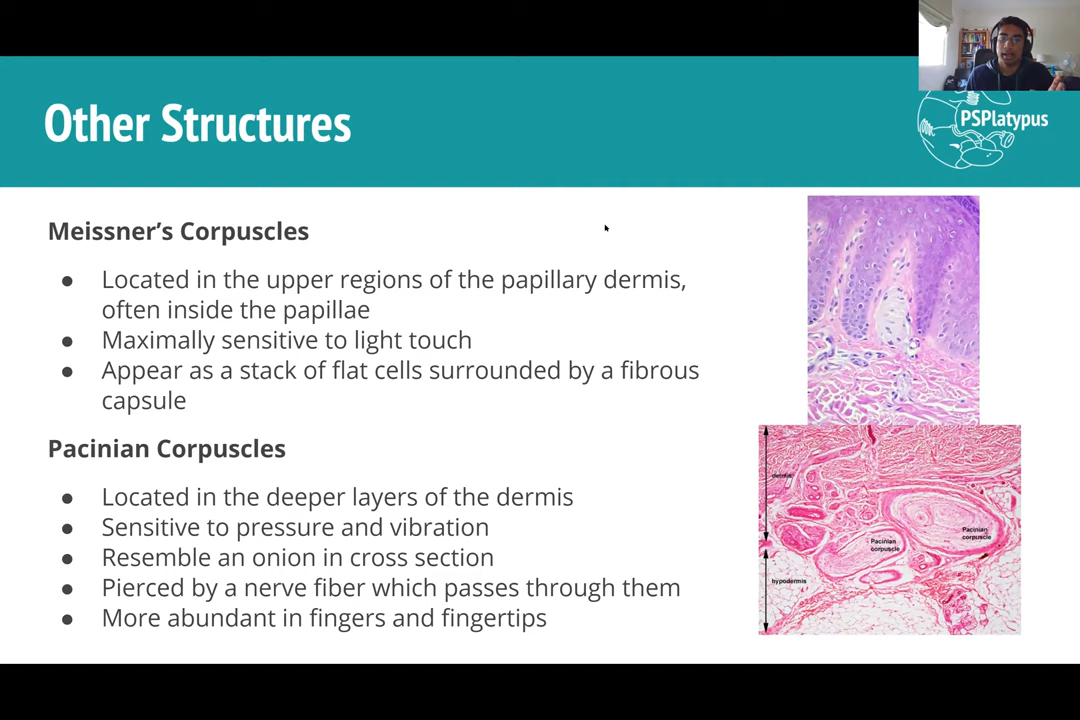 Other Structures
PSPlatypus
Meissner’s Corpuscles
● Located in the upper regions of the papillary dermis,
often inside the papillae
● Maximally sensitive to light touch
● Appear as a stack of flat cells surrounded by a fibrous
capsule
Pacinian Corpuscles
● Located in the deeper layers of the dermis
● Sensitive to pressure and vibration
● Resemble an onion in cross section
● Pierced by a nerve fiber which passes through them
● More abundant in fingers and fingertips
dermis
Pacinian
corpuscle
Pacinian
corpuscle
hypodermis